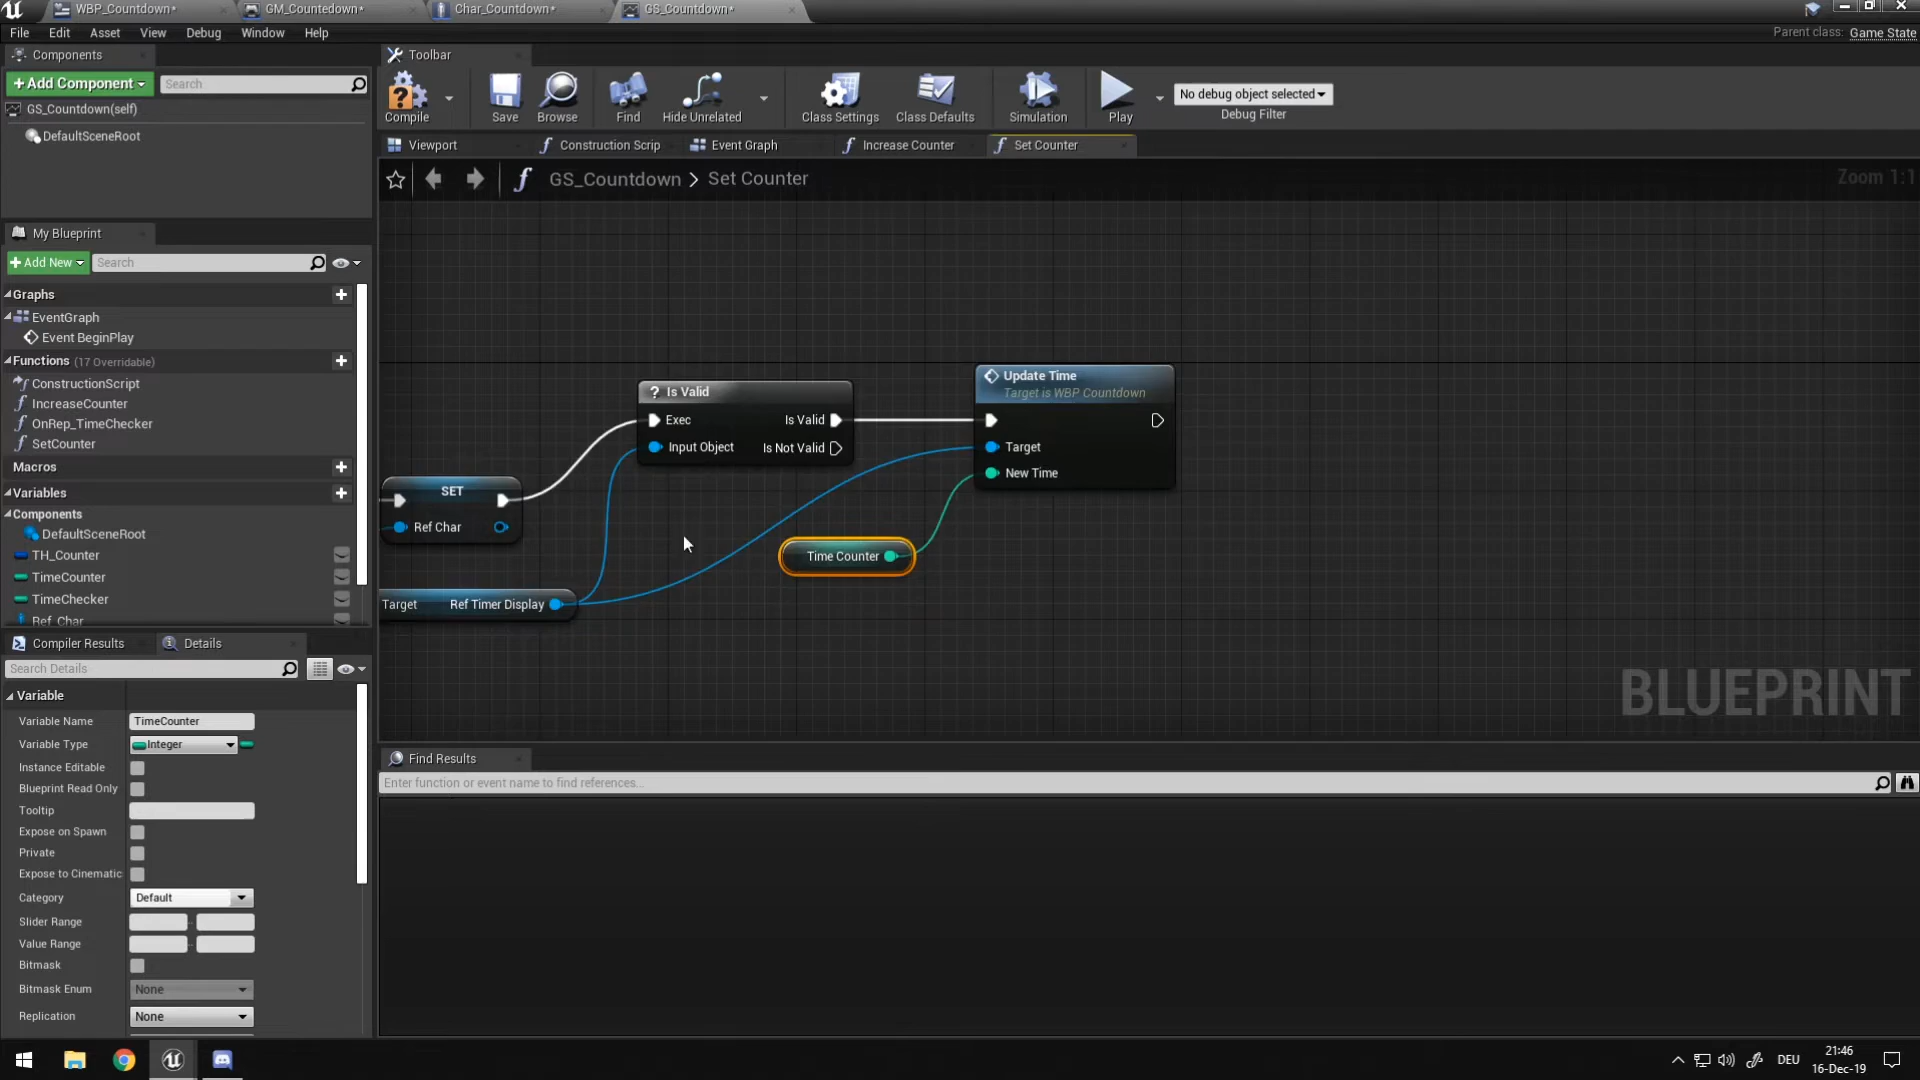 WBP_Countdown*
GM_Countedown*
Char_Countdown*
GS_Countdown*
File Edit Asset View Debug Window Help
Parent class: Game State
Components
Toolbar
+ Add Component
Search
GS_Countdown(self)
DefaultSceneRoot
Compile
Save
Browse
Find
Hide Unrelated
Class Settings
Class Defaults
Simulation
Play
No debug object selected
Debug Filter
Viewport
Construction Scrip
Event Graph
Increase Counter
Set Counter
GS_Countdown > Set Counter
Zoom 1:1
My Blueprint
+ Add New
Search
Graphs
EventGraph
Event BeginPlay
Functions (17 Overridable)
ConstructionScript
IncreaseCounter
OnRep_TimeChecker
SetCounter
Macros
Variables
Components
DefaultSceneRoot
TH_Counter
TimeCounter
TimeChecker
Ref_Char
SET
Ref Char
Target Ref Timer Display
? Is Valid
Exec Is Valid
Input Object Is Not Valid
Time Counter
Update Time
Target is WBP Countdown
Target
New Time
BLUEPRINT
Compiler Results
Details
Search Details
Variable
Variable Name TimeCounter
Variable Type Integer
Instance Editable
Blueprint Read Only
Tooltip
Expose on Spawn
Private
Expose to Cinematic
Category Default
Slider Range
Value Range
Bitmask
Bitmask Enum None
Replication None
Find Results
Enter function or event name to find references...
DEU
21:46
16-Dec-19